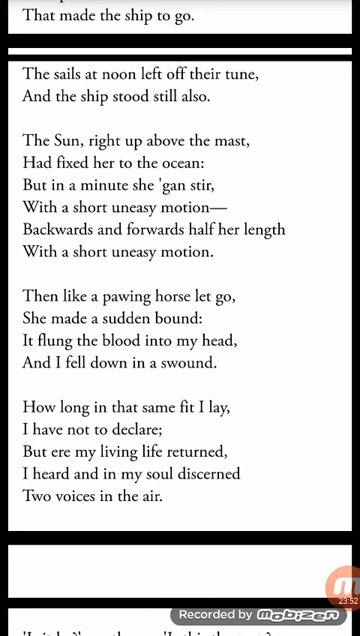 That made the ship to go.
The sails at noon left off their tune,
And the ship stood still also.
The Sun, right up above the mast,
Had fixed her to the ocean:
But in a minute she 'gan stir,
With a short uneasy motion—
Backwards and forwards half her length
With a short uneasy motion.
Then like a pawing horse let go,
She made a sudden bound:
It flung the blood into my head,
And I fell down in a swound.
How long in that same fit I lay,
I have not to declare;
But ere my living life returned,
I heard and in my soul discerned
Two voices in the air.
23:52
Recorded by mobizen